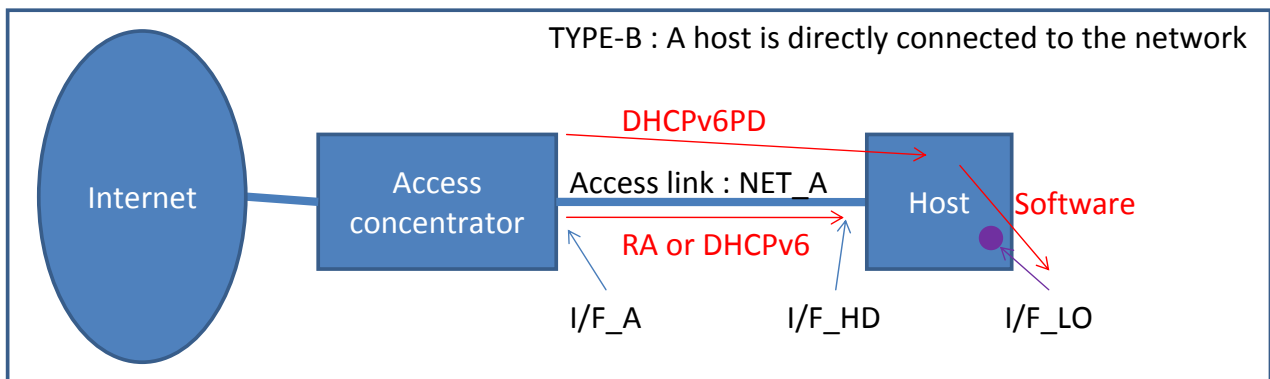 TYPE-B : A host is directly connected to the network
DHCPv6PD
Internet
Access
concentrator
Access link : NET_A
Host
Software
RA or DHCPv6
I/F_A
I/F_HD
I/F_LO